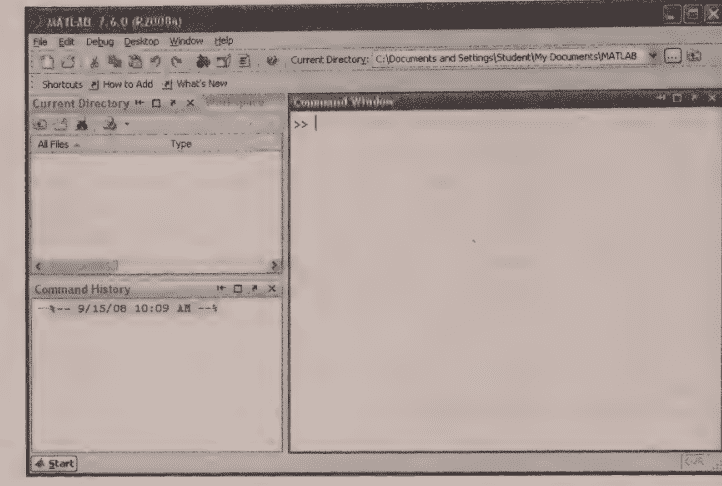 MATLAB 7.6.0 (R2008a)
File Edit Debug Desktop Window Help
Current Directory: C:\Documents and Settings\Student\My Documents\MATLAB
Shortcuts How to Add What's New
Current Directory Workspace
All Files Type
Command History
--%-- 9/15/08 10:09 AM --%
Command Window
>>
Start
OVR